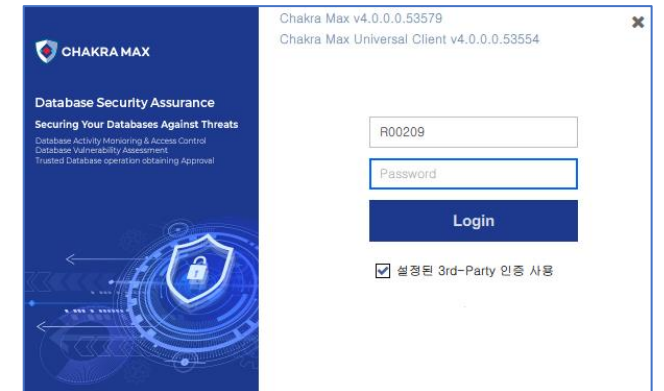 CHAKRA MAX
Database Security Assurance
Securing Your Databases Against Threats
Database Activity Monioring & Access Control
Database Vulnerability Assessment
Trusted Database operation obtaining Approval
Chakra Max v4.0.0.0.53579
Chakra Max Universal Client v4.0.0.0.53554
R00209
Password
Login
설정된 3rd-Party 인증 사용